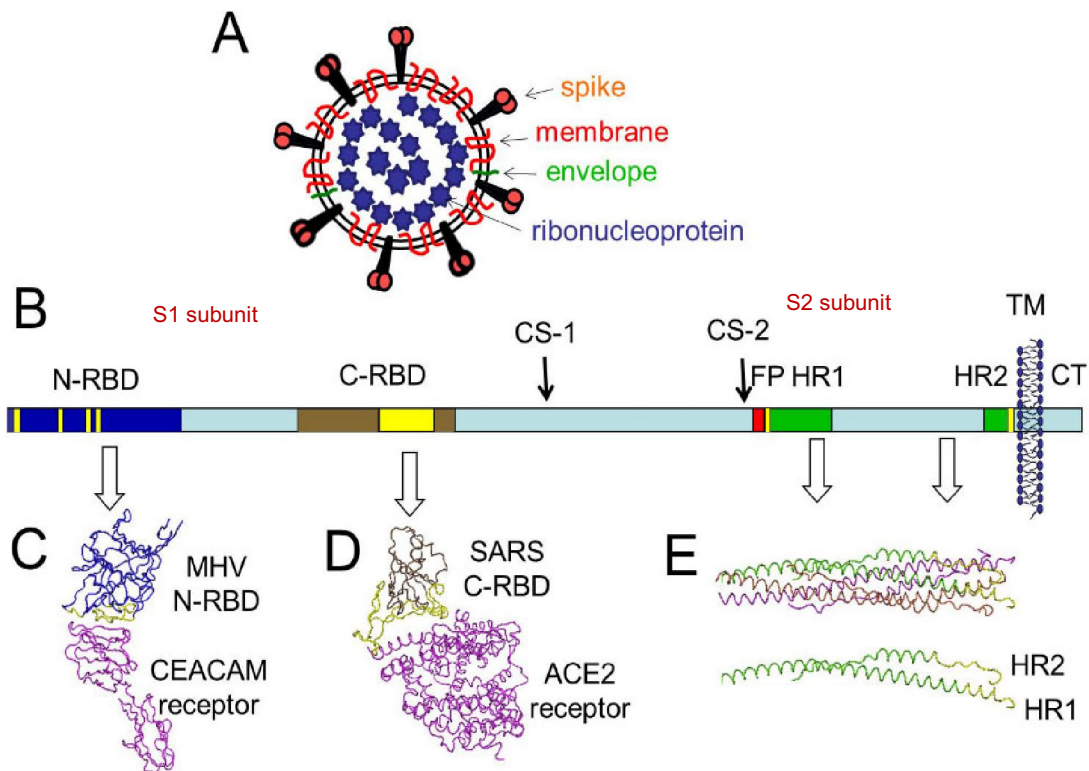 A
spike
membrane
envelope
ribonucleoprotein
B
S1 subunit
S2 subunit
TM
CS-1
CS-2
N-RBD
C-RBD
FP HR1
HR2
CT
C
MHV
N-RBD
CEACAM
receptor
D
SARS
C-RBD
ACE2
receptor
E
HR2
HR1